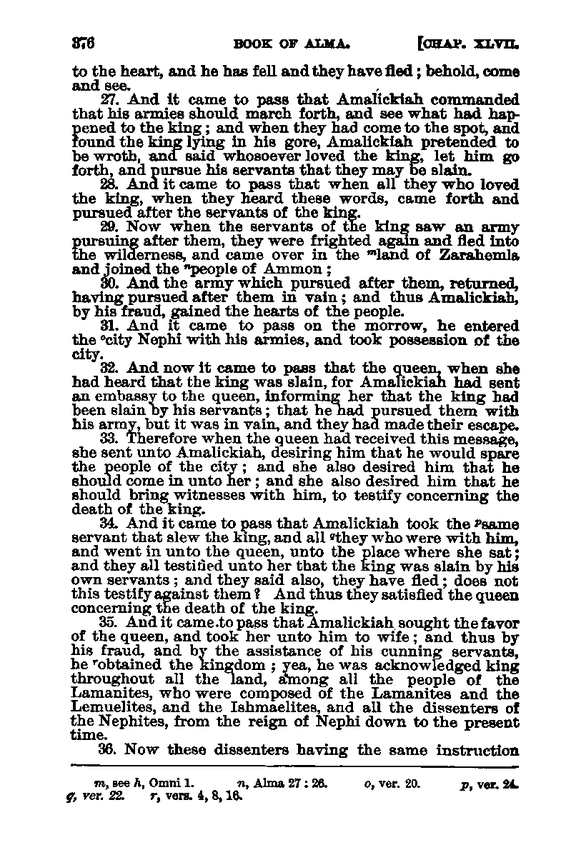 376 BOOK OF ALMA. [CHAP. XLVII.
to the heart, and he has fell and they have fled; behold, come
and see.
27. And it came to pass that Amalickiah commanded
that his armies should march forth, and see what had hap-
pened to the king; and when they had come to the spot, and
found the king lying in his gore, Amalickiah pretended to
be wroth, and said whosoever loved the king, let him go
forth, and pursue his servants that they may be slain.
28. And it came to pass that when all they who loved
the king, when they heard these words, came forth and
pursued after the servants of the king.
29. Now when the servants of the king saw an army
pursuing after them, they were frighted again and fled into
the wilderness, and came over in the ᵐland of Zarahemla
and joined the ⁿpeople of Ammon;
30. And the army which pursued after them, returned,
having pursued after them in vain; and thus Amalickiah,
by his fraud, gained the hearts of the people.
31. And it came to pass on the morrow, he entered
the ᵒcity Nephi with his armies, and took possession of the
city.
32. And now it came to pass that the queen, when she
had heard that the king was slain, for Amalickiah had sent
an embassy to the queen, informing her that the king had
been slain by his servants; that he had pursued them with
his army, but it was in vain, and they had made their escape.
33. Therefore when the queen had received this message,
she sent unto Amalickiah, desiring him that he would spare
the people of the city; and she also desired him that he
should come in unto her; and she also desired him that he
should bring witnesses with him, to testify concerning the
death of the king.
34. And it came to pass that Amalickiah took the ᵖsame
servant that slew the king, and all qthey who were with him,
and went in unto the queen, unto the place where she sat;
and they all testified unto her that the king was slain by his
own servants; and they said also, they have fled; does not
this testify against them? And thus they satisfied the queen
concerning the death of the king.
35. And it came to pass that Amalickiah sought the favor
of the queen, and took her unto him to wife; and thus by
his fraud, and by the assistance of his cunning servants,
he ʳobtained the kingdom; yea, he was acknowledged king
throughout all the land, among all the people of the
Lamanites, who were composed of the Lamanites and the
Lemuelites, and the Ishmaelites, and all the dissenters of
the Nephites, from the reign of Nephi down to the present
time.
36. Now these dissenters having the same instruction
m, see h, Omni 1. n, Alma 27:26. o, ver. 20. p, ver. 24.
q, ver. 22. r, vers. 4, 8, 16.